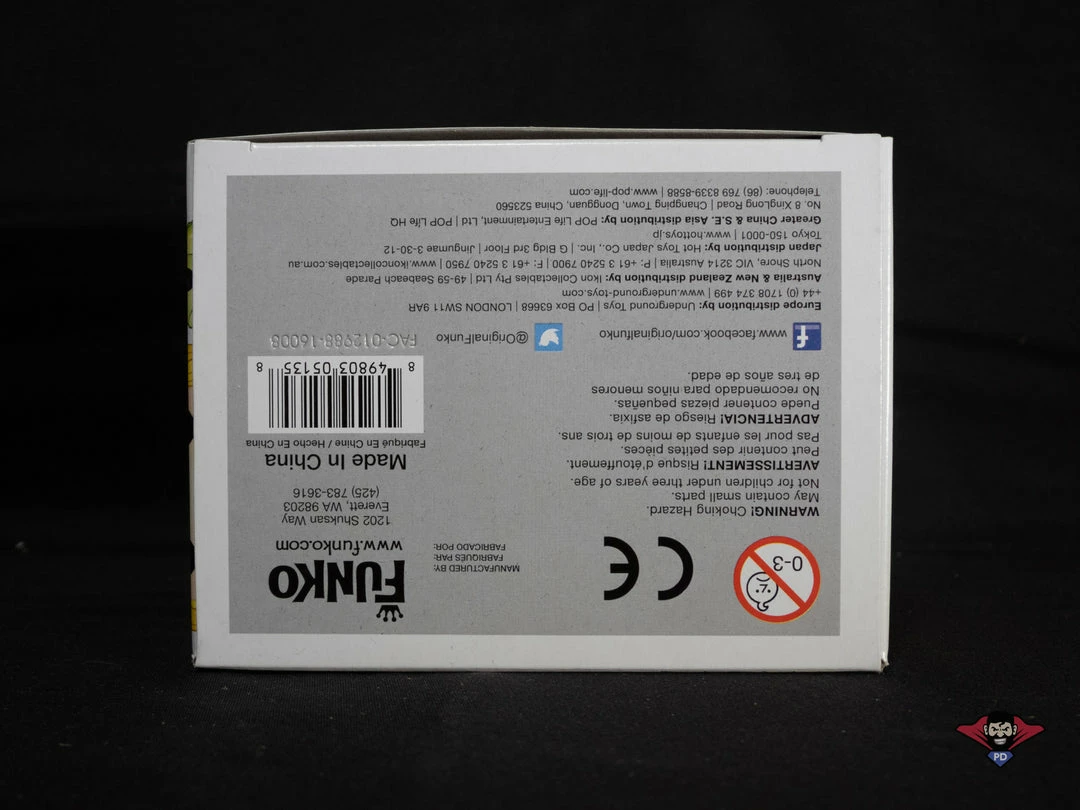 0-3
WARNING! Choking Hazard.
May contain small parts.
Not for children under three years of age.
AVERTISSEMENT! Risque d'étouffement.
Peut contenir des petites pièces.
Pas pour les enfants de moins de trois ans.
ADVERTENCIA! Riesgo de asfixia.
Puede contener piezas pequeñas.
No recomendado para niños menores
de tres años de edad.
MANUFACTURED BY:
FABRIQUÉS PAR:
FABRICADO POR:
FUNKO
www.funko.com
1202 Shuksan Way
Everett, WA 98203
(425) 783-3616
Made In China
Fabriqué En Chine / Hecho En China
8 49803 05135 8
FAC-012988-16008
www.facebook.com/originalfunko
@OriginalFunko
Europe distribution by: Underground Toys | PO Box 63668 | LONDON SW11 9AR
+44 (0) 1708 374 499 | www.underground-toys.com
Australia & New Zealand distribution by: Ikon Collectables Pty Ltd | 49-59 Seabeach Parade
North Shore, VIC 3214 Australia | P: +61 3 5240 7900 | F: +61 3 5240 7950 | www.ikoncollectables.com.au
Japan distribution by: Hot Toys Japan Co., Inc. | G Bldg 3rd Floor | Jingumae 3-30-12
Tokyo 150-0001 | www.hottoys.jp
Greater China & S.E. Asia distribution by: POP Life Entertainment, Ltd | POP Life HQ
No. 8 XingLong Road | Changping Town, Dongguan, China 523560
Telephone: (86) 769 8339-8588 | www.pop-life.com
PD